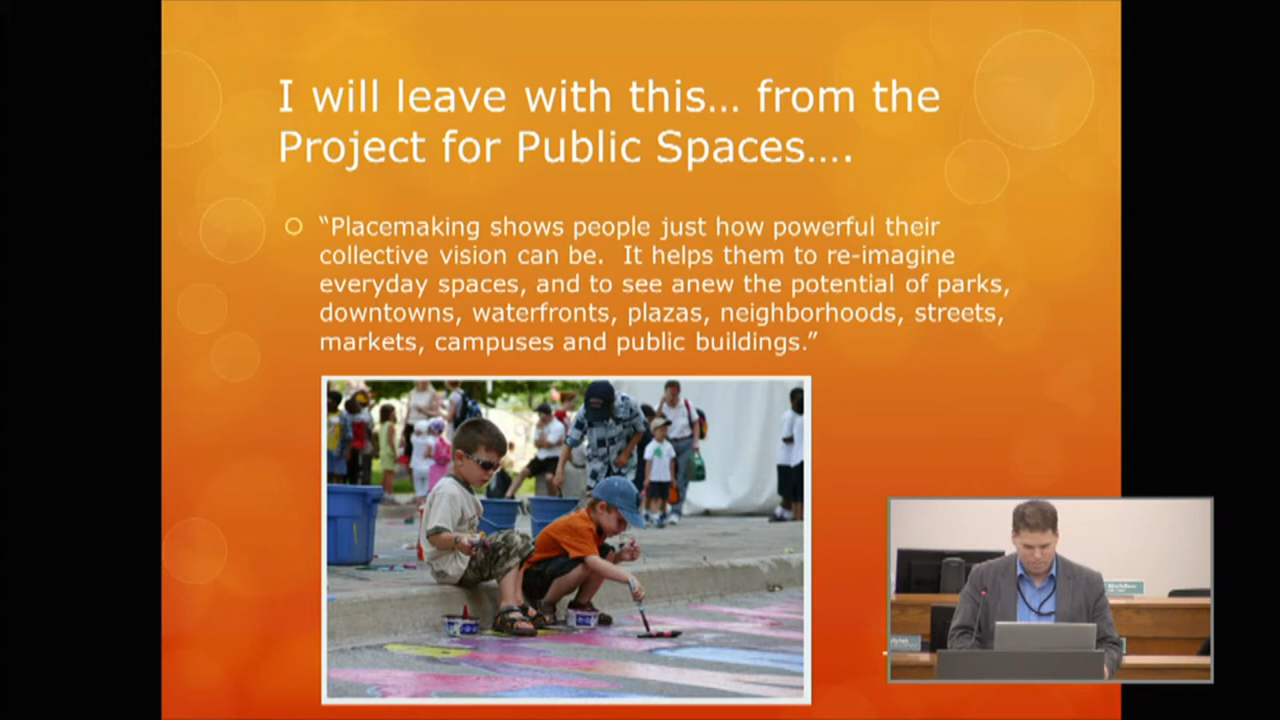 I will leave with this... from the
Project for Public Spaces....
“Placemaking shows people just how powerful their
collective vision can be.  It helps them to re-imagine
everyday spaces, and to see anew the potential of parks,
downtowns, waterfronts, plazas, neighborhoods, streets,
markets, campuses and public buildings.”